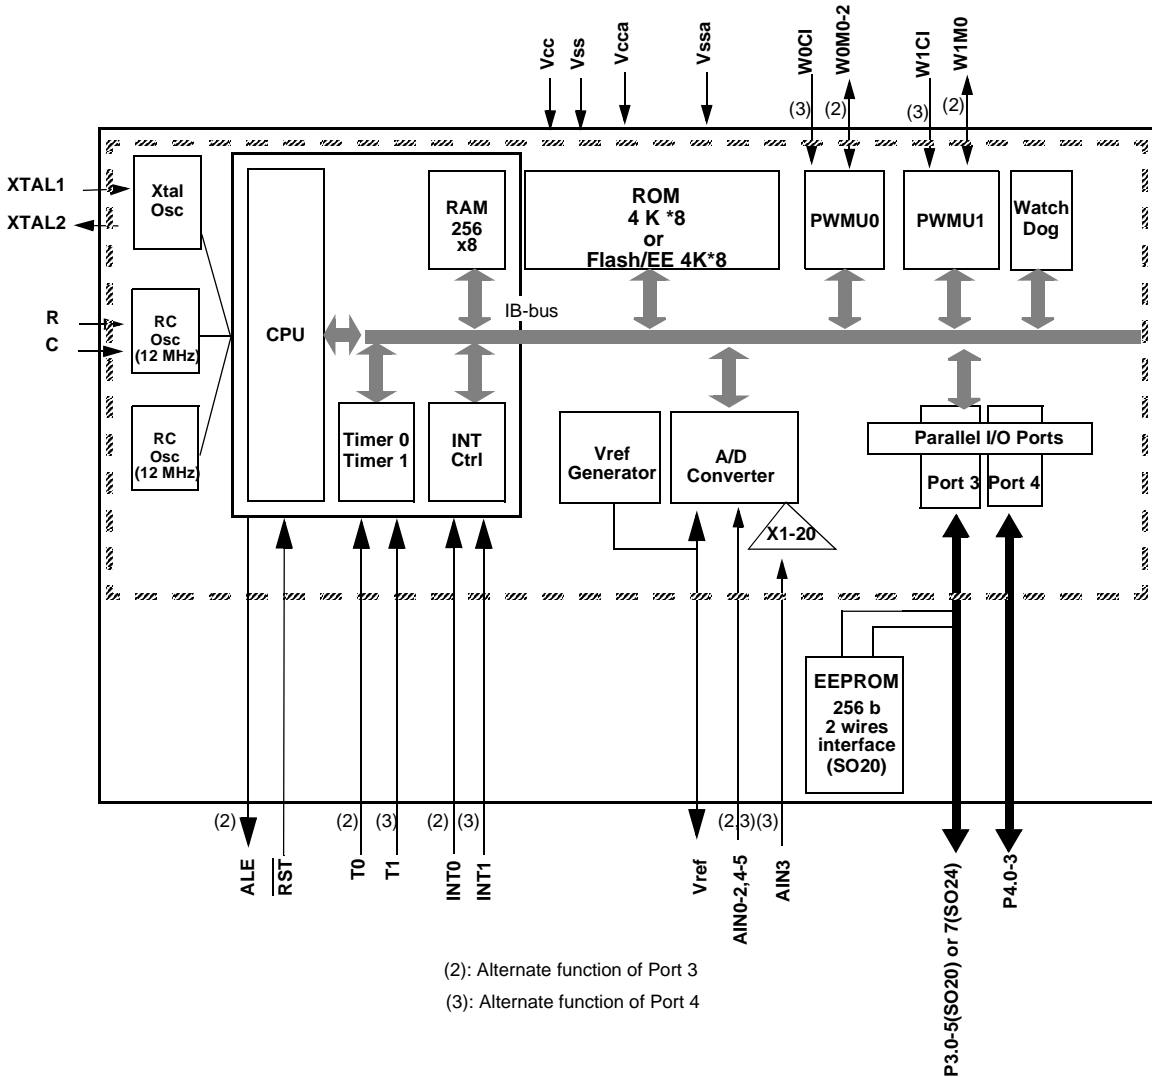 Vcc
Vss
Vcca
Vssa
W0CI
W0M0-2
W1CI
W1M0
(3)
(2)
(3)
(2)
XTAL1
XTAL2
Xtal
Osc
R
C
RC
Osc
(12 MHz)
RC
Osc
(12 MHz)
CPU
RAM
256
x8
ROM
4 K *8
or
Flash/EE 4K*8
PWMU0
PWMU1
Watch
Dog
IB-bus
Timer 0
Timer 1
INT
Ctrl
Vref
Generator
A/D
Converter
X1-20
Parallel I/O Ports
Port 3
Port 4
EEPROM
256 b
2 wires
interface
(SO20)
(2)
(2)
(3)
(2)
(3)
(2,3)
(3)
ALE
RST
T0
T1
INT0
INT1
Vref
AIN0-2,4-5
AIN3
P3.0-5(SO20) or 7(SO24)
P4.0-3
(2): Alternate function of Port 3
(3): Alternate function of Port 4